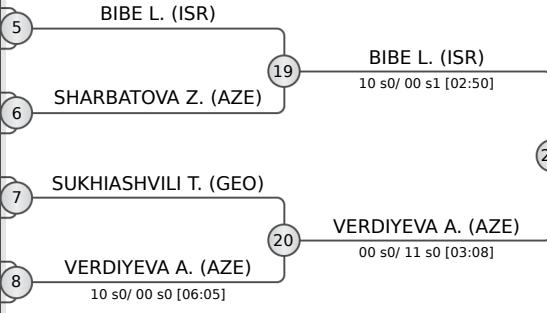 BIBE L. (ISR)
5
19
BIBE L. (ISR)
10 s0/ 00 s1 [02:50]
SHARBATOVA Z. (AZE)
6
SUKHIASHVILI T. (GEO)
7
20
VERDIYEVA A. (AZE)
00 s0/ 11 s0 [03:08]
VERDIYEVA A. (AZE)
8
10 s0/ 00 s0 [06:05]